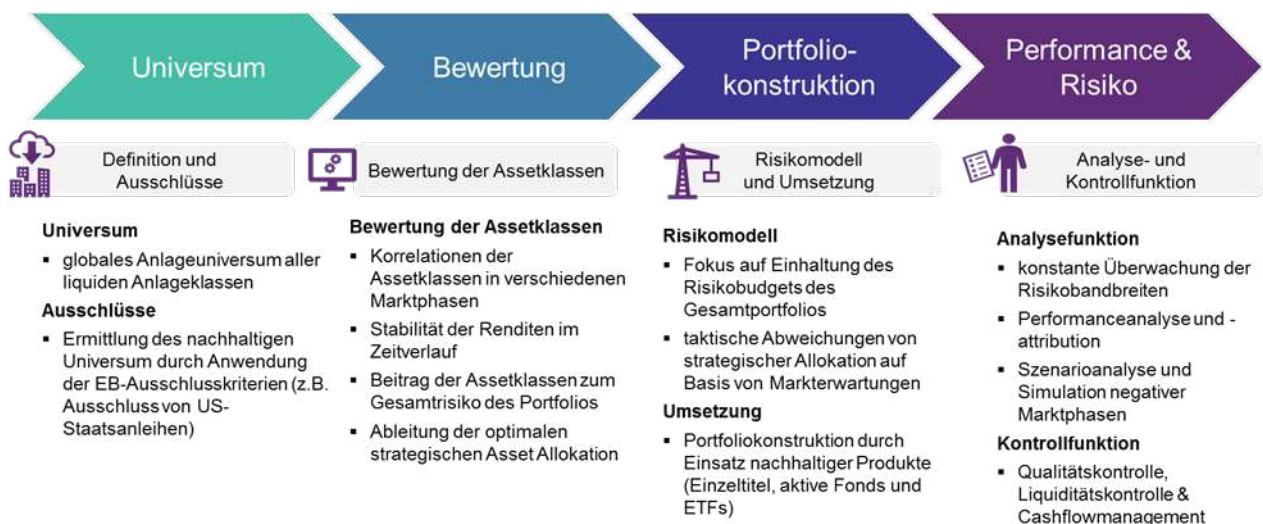 Universum
Bewertung
Portfolio-
konstruktion
Performance &
Risiko
Definition und
Ausschlüsse
Bewertung der Assetklassen
Risikomodell
und Umsetzung
Analyse- und
Kontrollfunktion
Universum
▪ globales Anlageuniversum aller
liquiden Anlageklassen
Ausschlüsse
▪ Ermittlung des nachhaltigen
Universum durch Anwendung
der EB-Ausschlusskriterien (z.B.
Ausschluss von US-
Staatsanleihen)
Bewertung der Assetklassen
▪ Korrelationen der
Assetklassen in verschiedenen
Marktphasen
▪ Stabilität der Renditen im
Zeitverlauf
▪ Beitrag der Assetklassen zum
Gesamtrisiko des Portfolios
▪ Ableitung der optimalen
strategischen Asset Allokation
Risikomodell
▪ Fokus auf Einhaltung des
Risikobudgets des
Gesamtportfolios
▪ taktische Abweichungen von
strategischer Allokation auf
Basis von Markterwartungen
Umsetzung
▪ Portfoliokonstruktion durch
Einsatz nachhaltiger Produkte
(Einzeltitel, aktive Fonds und
ETFs)
Analysefunktion
▪ konstante Überwachung der
Risikobandbreiten
▪ Performanceanalyse und -
attribution
▪ Szenarioanalyse und
Simulation negativer
Marktphasen
Kontrollfunktion
▪ Qualitätskontrolle,
Liquiditätskontrolle &
Cashflowmanagement